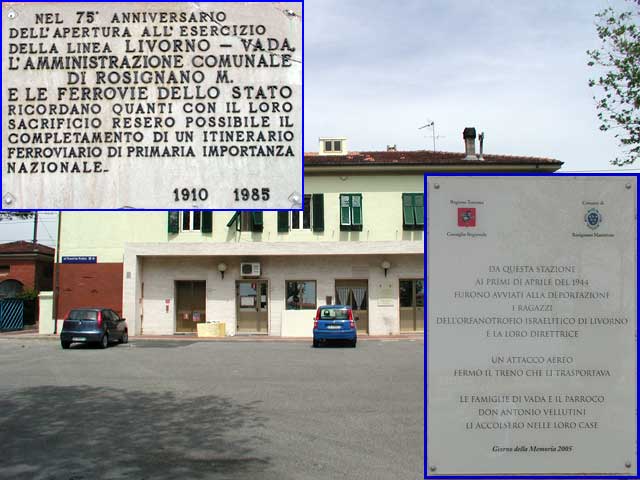 NEL 75° ANNIVERSARIO
DELL'APERTURA ALL'ESERCIZIO
DELLA LINEA LIVORNO – VADA,
L'AMMINISTRAZIONE COMUNALE
DI ROSIGNANO M.
E LE FERROVIE DELLO STATO
RICORDANO QUANTI CON IL LORO
SACRIFICIO RESERO POSSIBILE IL
COMPLETAMENTO DI UN ITINERARIO
FERROVIARIO DI PRIMARIA IMPORTANZA
NAZIONALE.
1910 1985
Regione Toscana
Consiglio Regionale
Comune di
Rosignano Marittimo
DA QUESTA STAZIONE
AI PRIMI DI APRILE DEL 1944
FURONO AVVIATI ALLA DEPORTAZIONE
I RAGAZZI
DELL'ORFANOTROFIO ISRAELITICO DI LIVORNO
E LA LORO DIRETTRICE
UN ATTACCO AEREO
FERMÒ IL TRENO CHE LI TRASPORTAVA
LE FAMIGLIE DI VADA E IL PARROCO
DON ANTONIO VELLUTINI
LI ACCOLSERO NELLE LORO CASE
Giorno della Memoria 2005